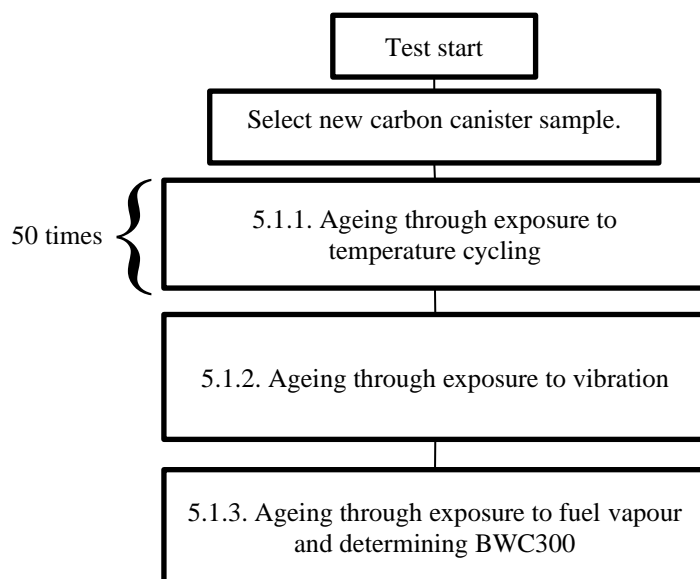 Test start
Select new carbon canister sample.
50 times
5.1.1. Ageing through exposure to
temperature cycling
5.1.2. Ageing through exposure to vibration
5.1.3. Ageing through exposure to fuel vapour
and determining BWC300